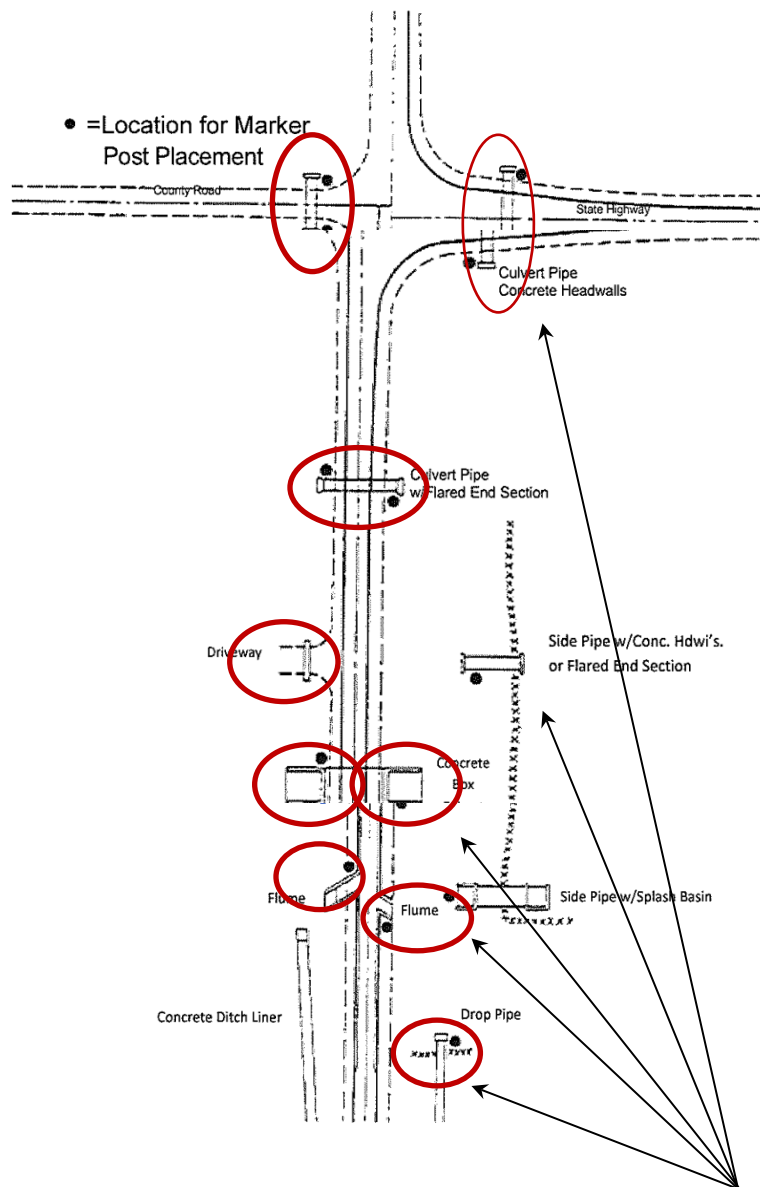 ● =Location for Marker
Post Placement
County Road
State Highway
Culvert Pipe
Concrete Headwalls
Culvert Pipe
w/Flared End Section
Driveway
Side Pipe w/Conc. Hdwi's.
or Flared End Section
Concrete
Box
Flume
Flume
Side Pipe w/Splash Basin
Concrete Ditch Liner
Drop Pipe